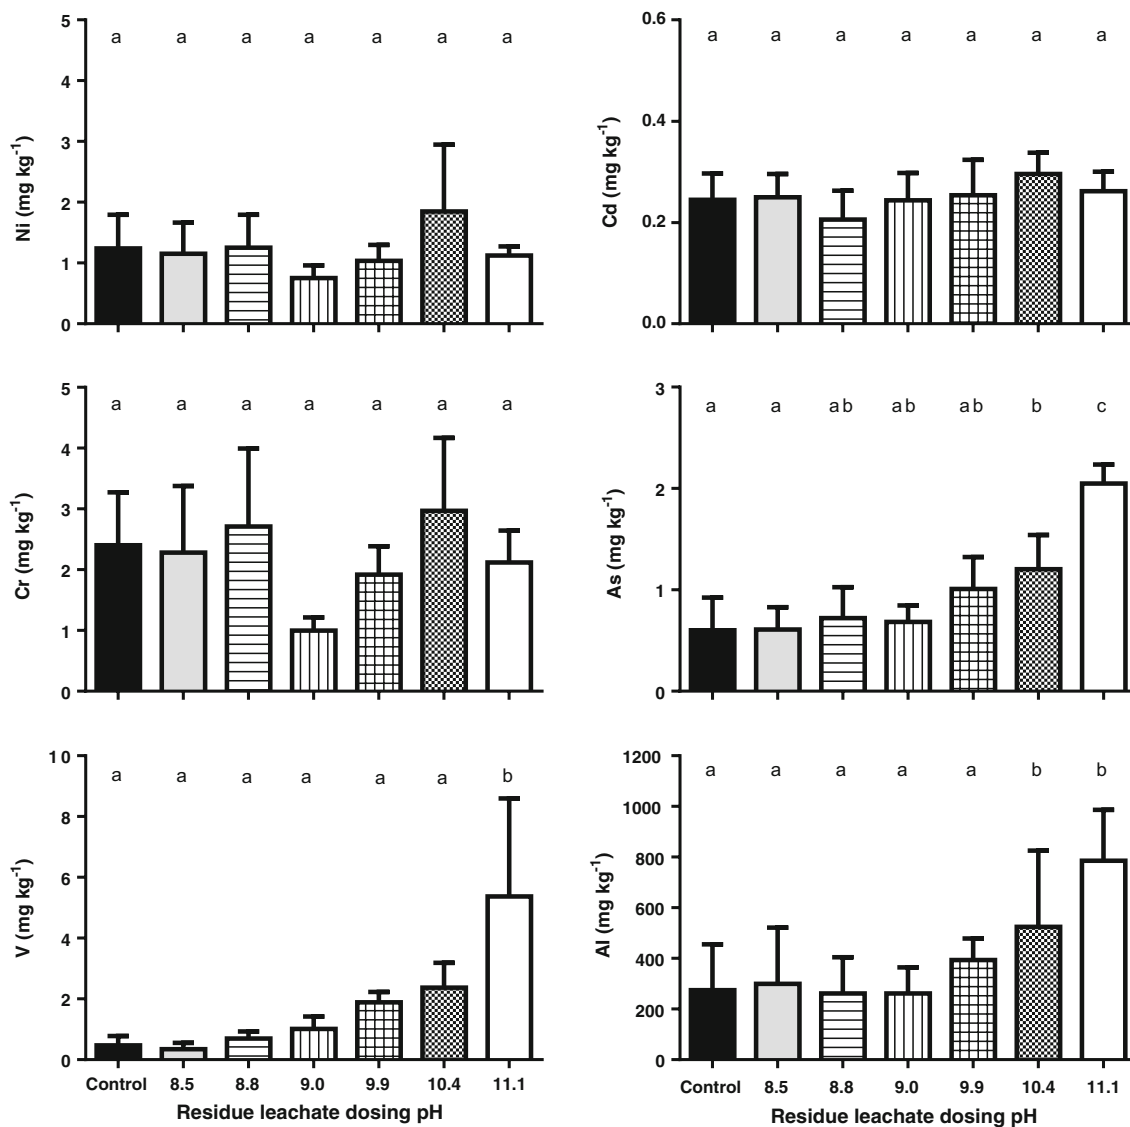 Ni (mg kg-1)
5
4
3
2
1
0
a a a a a a a
Cd (mg kg-1)
0.6
0.4
0.2
0.0
a a a a a a a
Cr (mg kg-1)
5
4
3
2
1
0
a a a a a a a
As (mg kg-1)
3
2
1
0
a a ab ab ab b c
V (mg kg-1)
10
8
6
4
2
0
a a a a a a b
Control 8.5 8.8 9.0 9.9 10.4 11.1
Residue leachate dosing pH
Al (mg kg-1)
1200
1000
800
600
400
200
0
a a a a a b b
Control 8.5 8.8 9.0 9.9 10.4 11.1
Residue leachate dosing pH